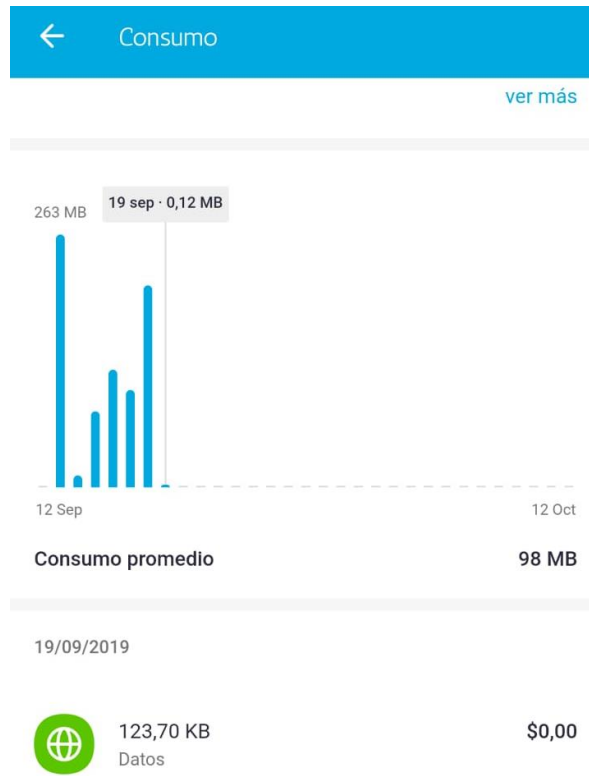 Consumo
ver más
19 sep · 0,12 MB
263 MB
12 Sep
12 Oct
Consumo promedio
98 MB
19/09/2019
123,70 KB
$0,00
Datos